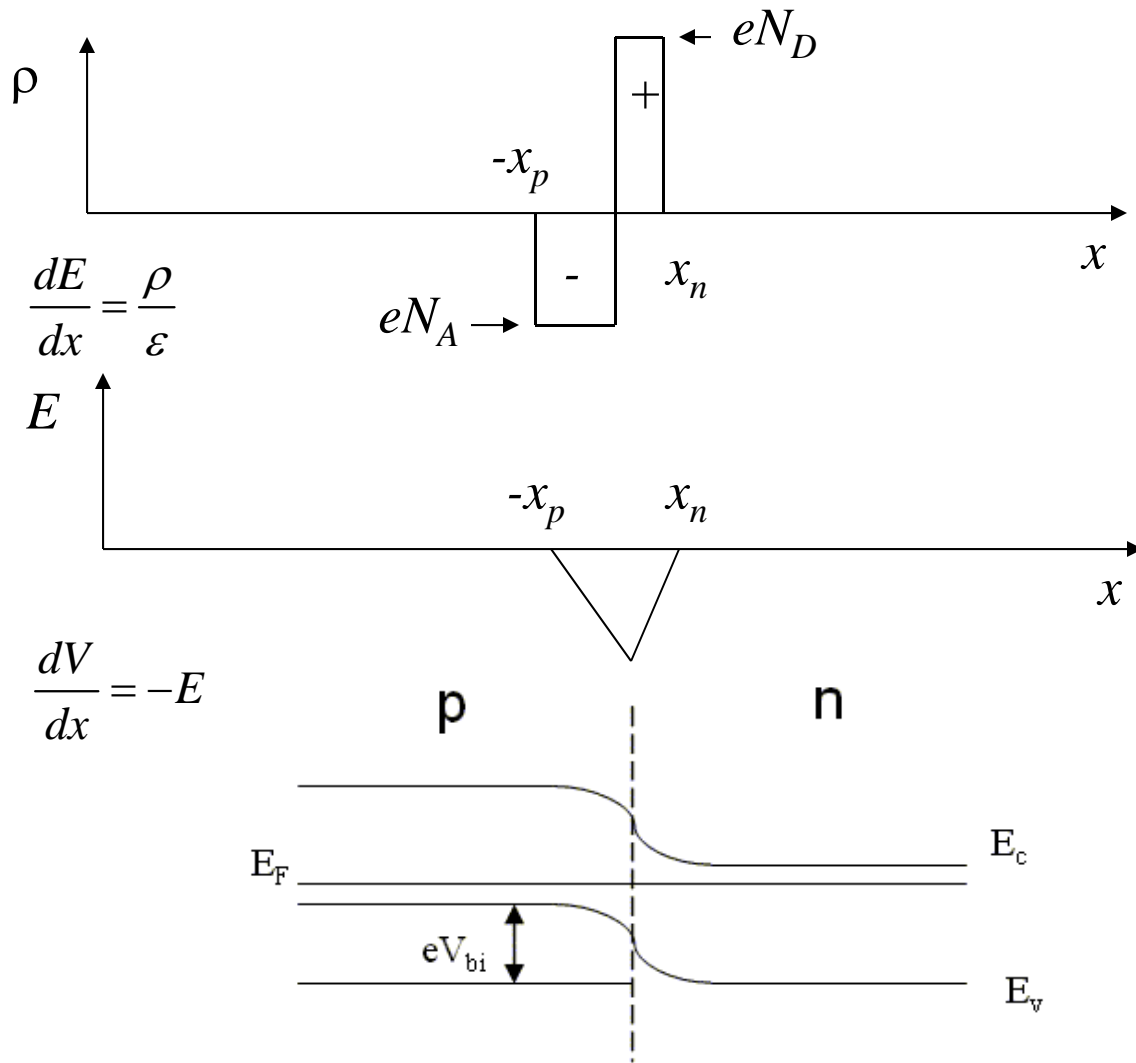 eN_D
ρ
+
-x_p
x
dE/dx = ρ/ε
-
x_n
eN_A
E
-x_p
x_n
x
dV/dx = -E
p
n
E_c
E_F
eV_bi
E_v